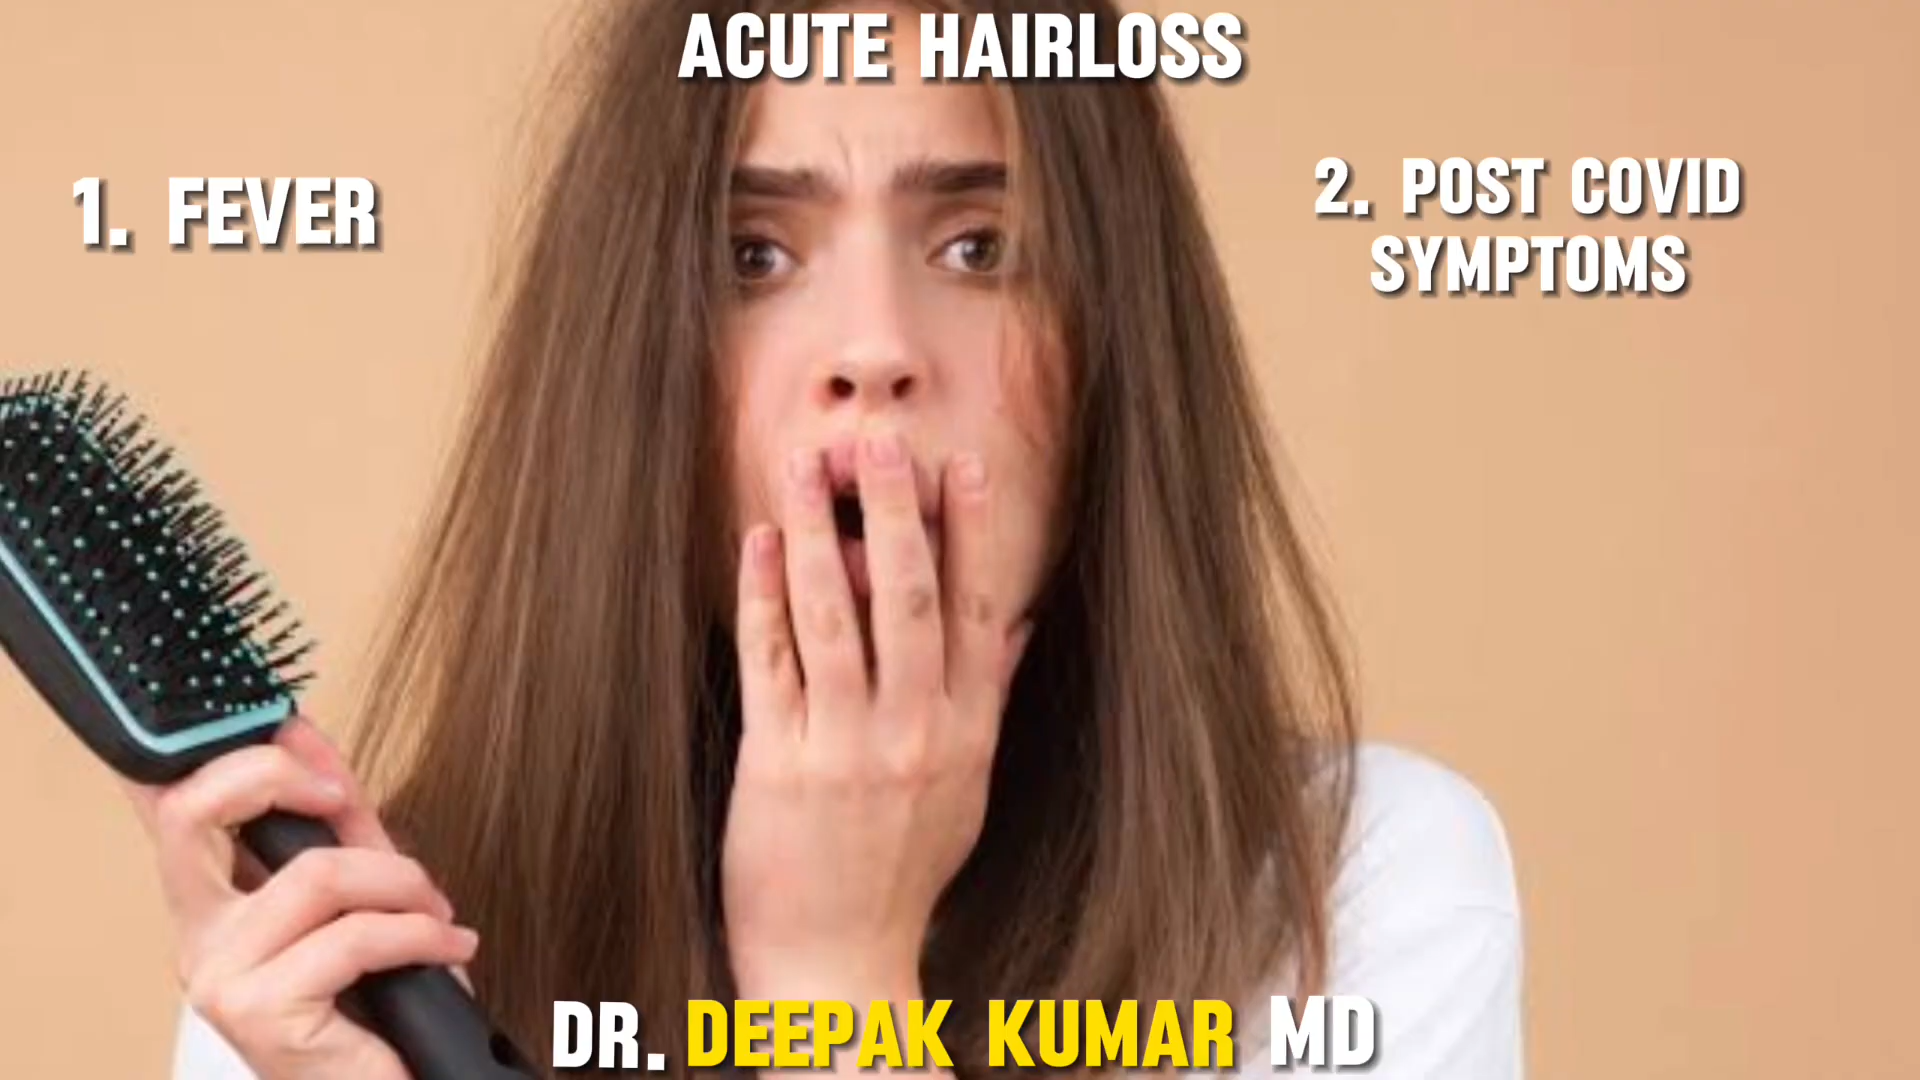 ACUTE HAIRLOSS
1. FEVER
2. POST COVID
SYMPTOMS
DR. DEEPAK KUMAR MD